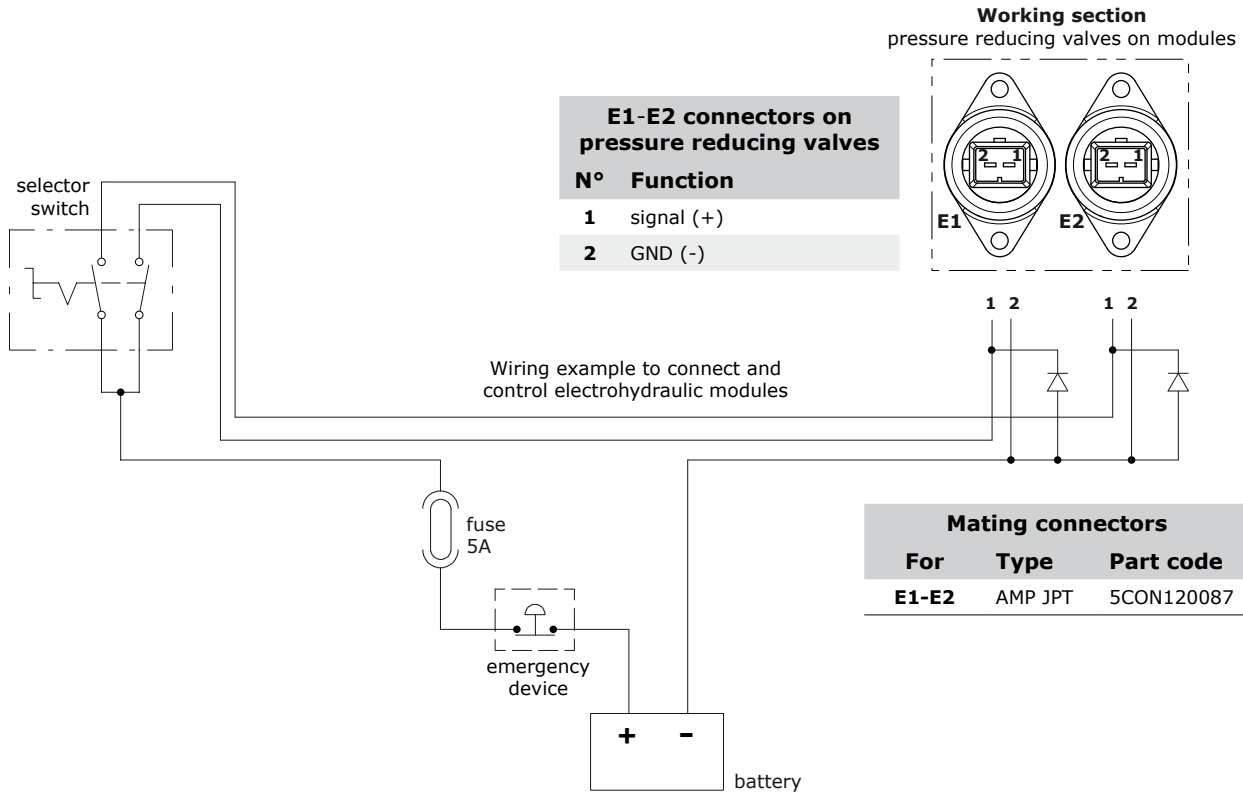 Working section
pressure reducing valves on modules
E1-E2 connectors on
pressure reducing valves
N° Function
1 signal (+)
2 GND (-)
2 1
2 1
E1
E2
selector
switch
1 2
1 2
Wiring example to connect and
control electrohydraulic modules
fuse
5A
Mating connectors
For Type Part code
E1-E2 AMP JPT 5CON120087
emergency
device
+ -
battery